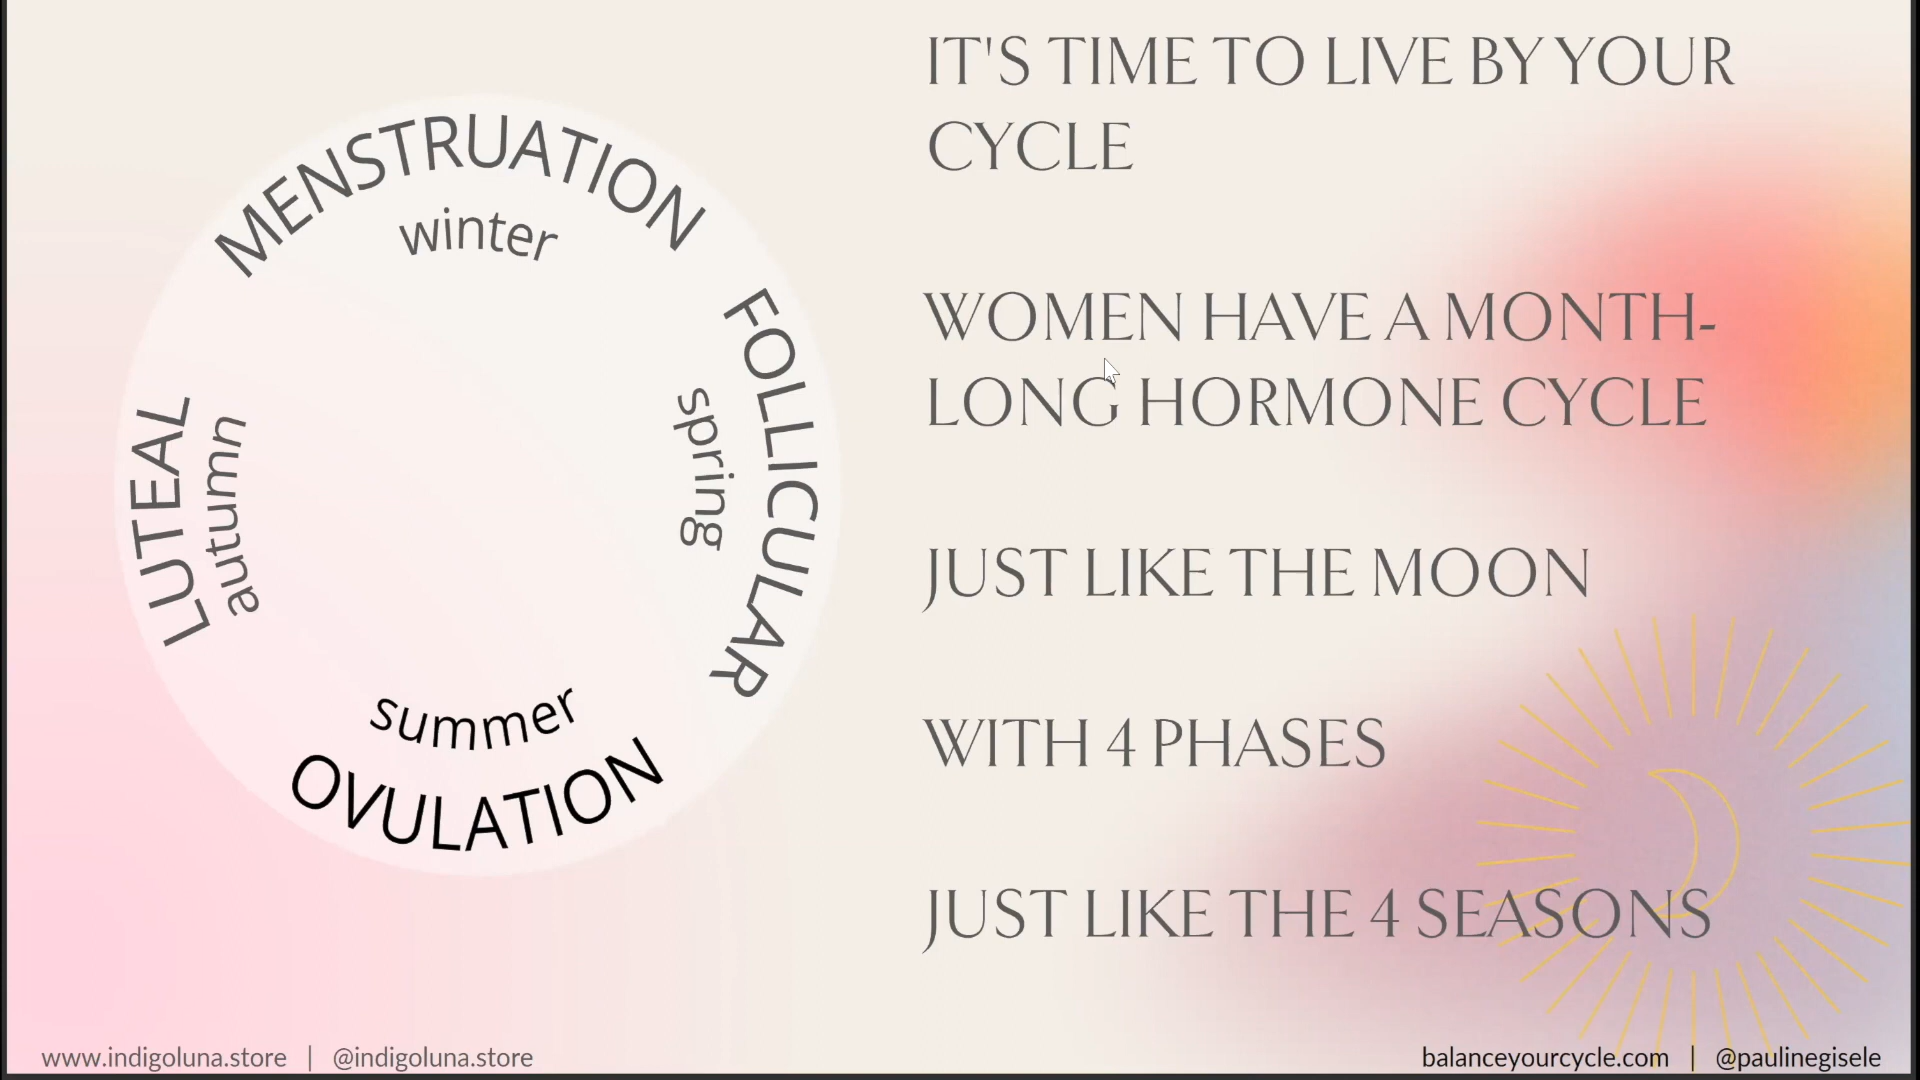 MENSTRUATION
winter
FOLLICULAR
spring
summer
OVULATION
LUTEAL
autumn
IT'S TIME TO LIVE BY YOUR
CYCLE
WOMEN HAVE A MONTH-
LONG HORMONE CYCLE
JUST LIKE THE MOON
WITH 4 PHASES
JUST LIKE THE 4 SEASONS
www.indigoluna.store | @indigoluna.store
balanceyourcycle.com | @paulinegisele